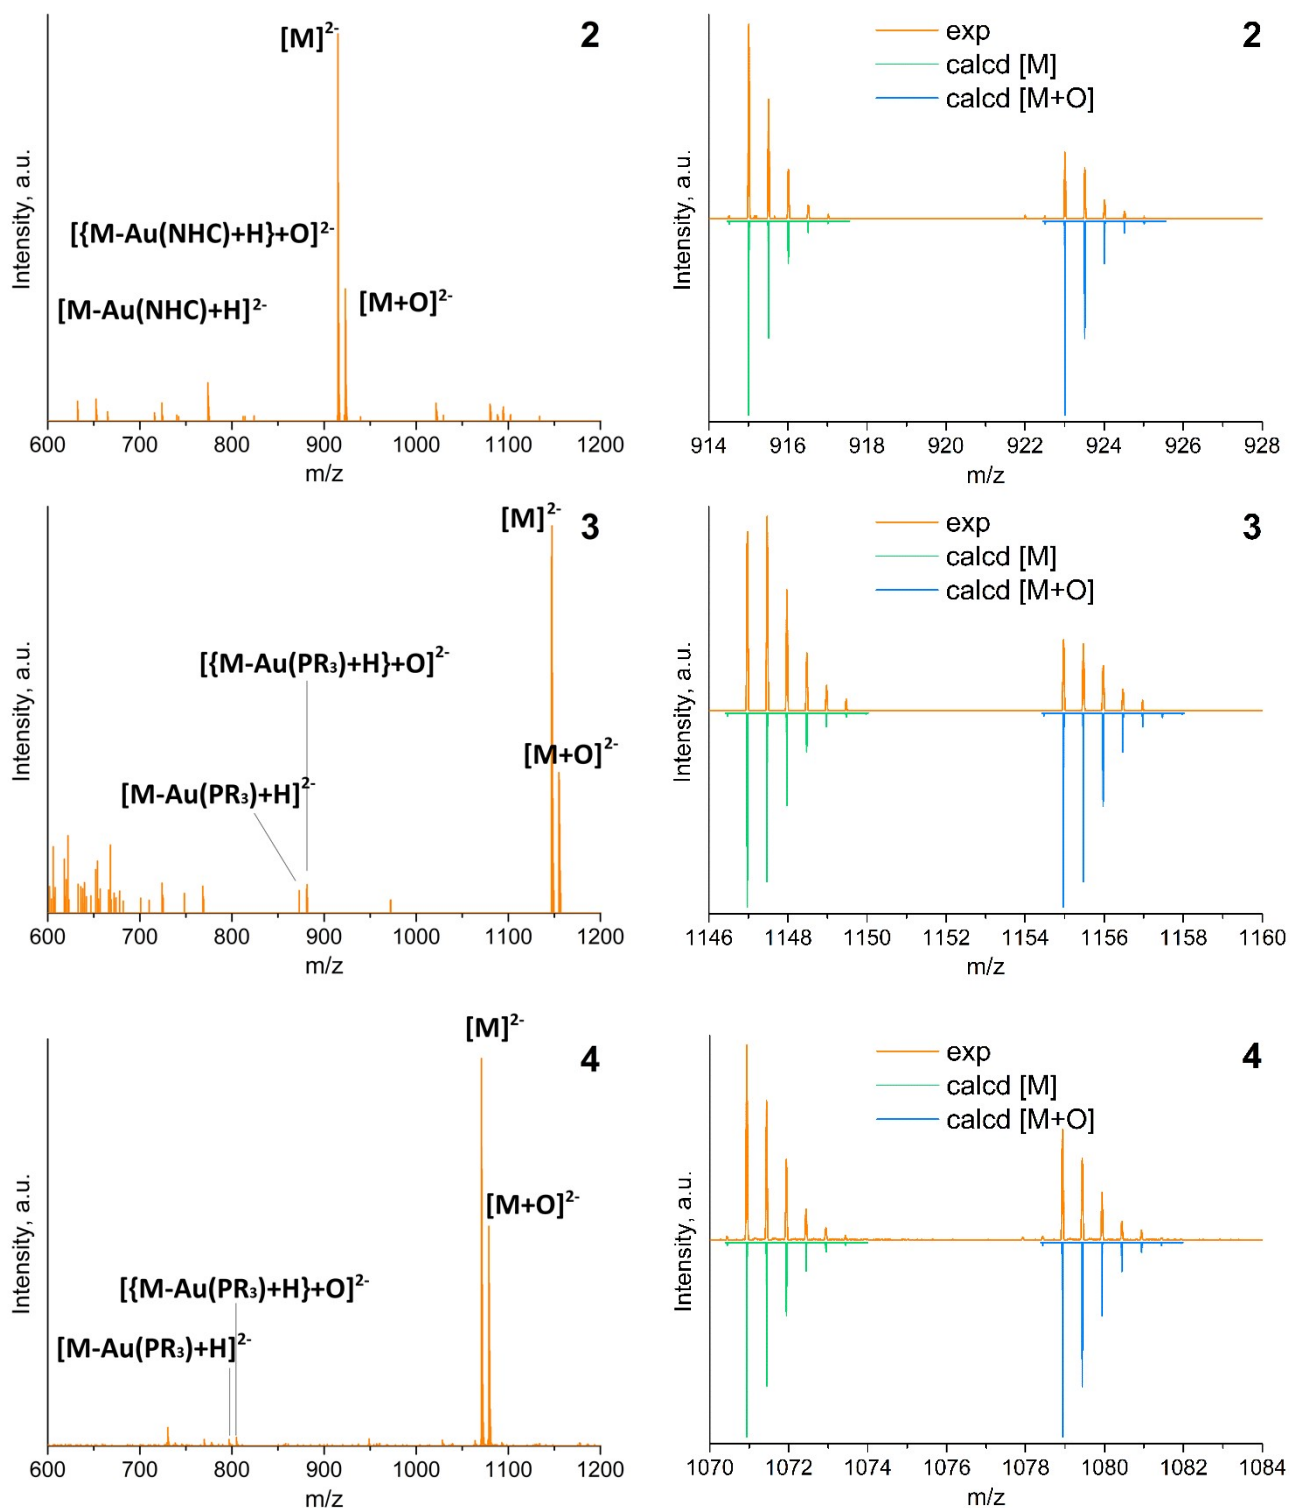 [M]²⁻
2
[{M-Au(NHC)+H}+O]²⁻
[M-Au(NHC)+H]²⁻
[M+O]²⁻
Intensity, a.u.
600 700 800 900 1000 1100 1200
m/z
exp
2
calcd [M]
calcd [M+O]
Intensity, a.u.
914 916 918 920 922 924 926 928
m/z
[M]²⁻
3
[{M-Au(PR₃)+H}+O]²⁻
[M+O]²⁻
[M-Au(PR₃)+H]²⁻
Intensity, a.u.
600 700 800 900 1000 1100 1200
m/z
exp
3
calcd [M]
calcd [M+O]
Intensity, a.u.
1146 1148 1150 1152 1154 1156 1158 1160
m/z
[M]²⁻
4
[M+O]²⁻
[{M-Au(PR₃)+H}+O]²⁻
[M-Au(PR₃)+H]²⁻
Intensity, a.u.
600 700 800 900 1000 1100 1200
m/z
exp
4
calcd [M]
calcd [M+O]
Intensity, a.u.
1070 1072 1074 1076 1078 1080 1082 1084
m/z